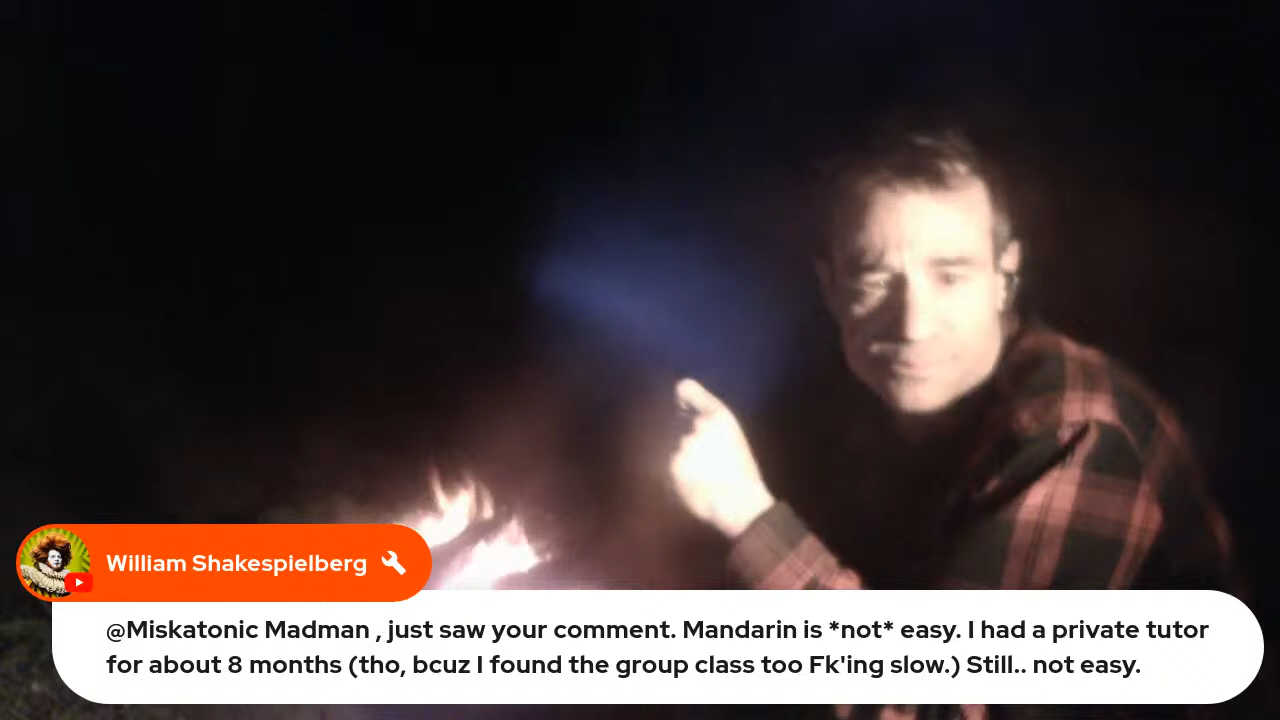 William Shakespielberg
@Miskatonic Madman , just saw your comment. Mandarin is *not* easy. I had a private tutor
for about 8 months (tho, bcuz I found the group class too Fk'ing slow.) Still.. not easy.